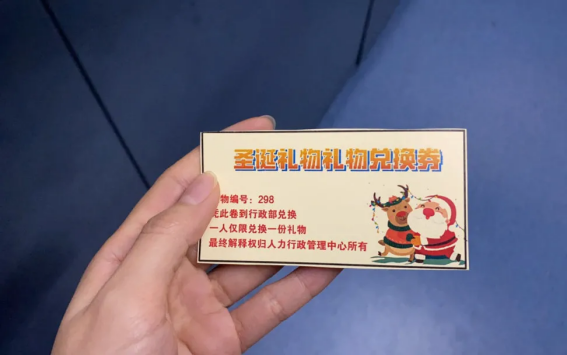 圣诞礼物礼物兑换券
物编号：298
此卷到行政部兑换
一人仅限兑换一份礼物
最终解释权归人力行政管理中心所有